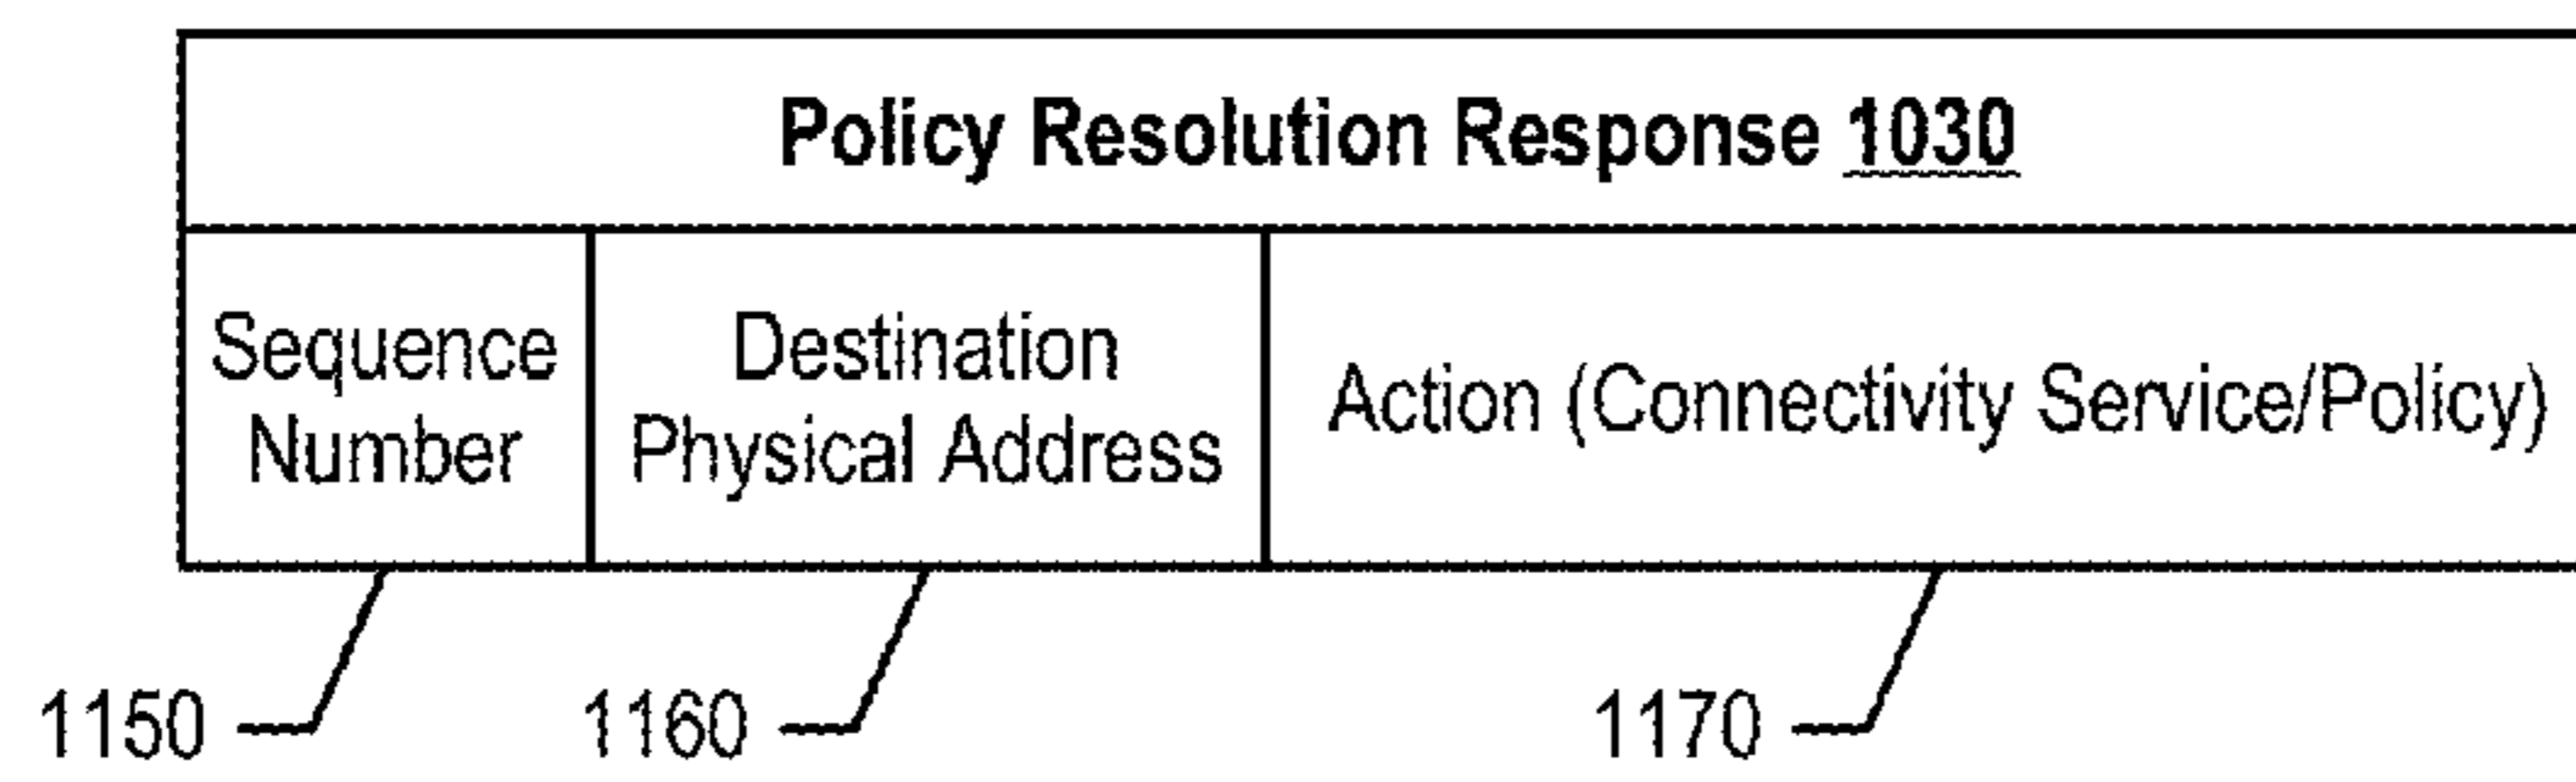 Policy Resolution Response 1030
Sequence
Number
Destination
Physical Address
Action (Connectivity Service/Policy)
1150
1160
1170